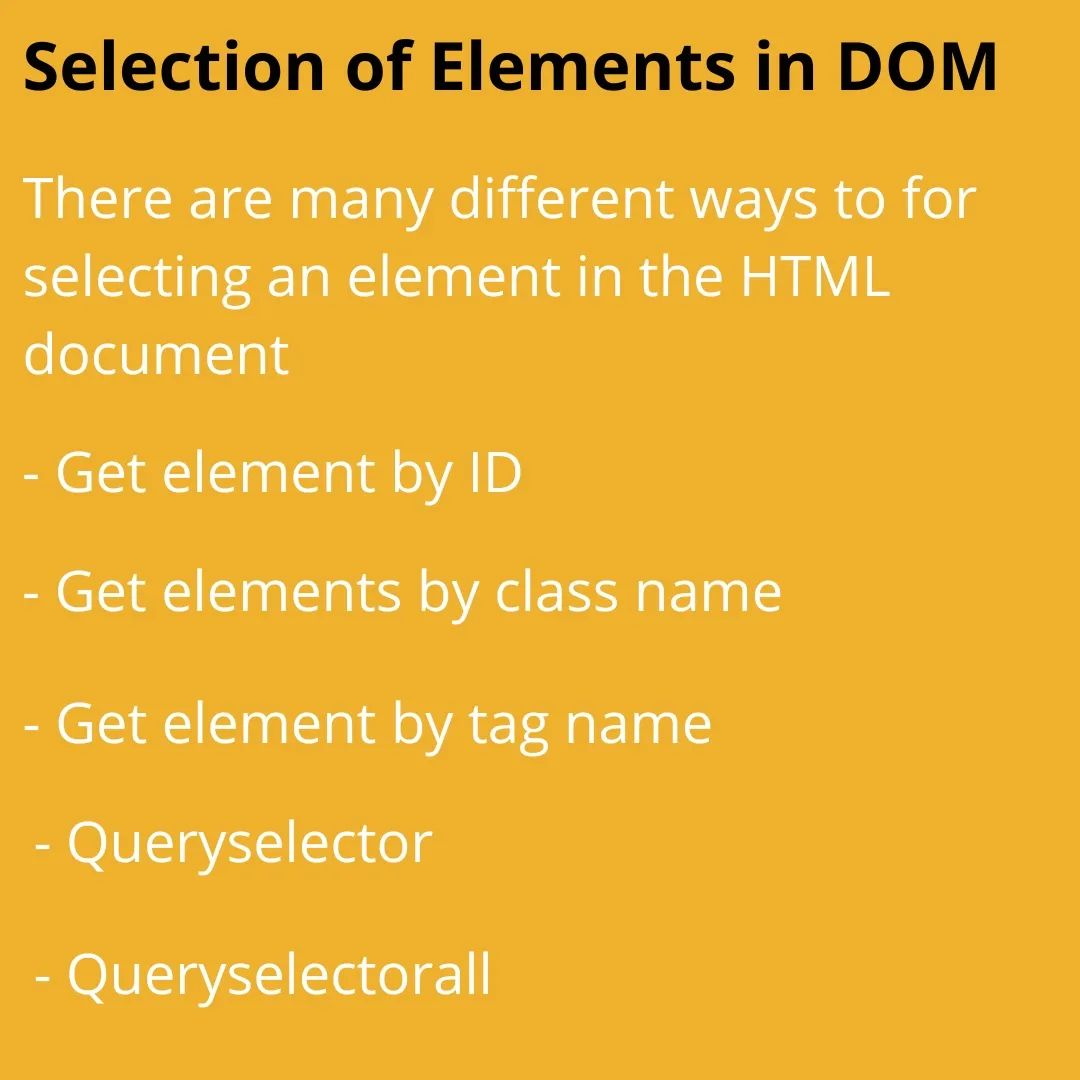 Selection of Elements in DOM
There are many different ways to for
selecting an element in the HTML
document
- Get element by ID
- Get elements by class name
- Get element by tag name
- Queryselector
- Queryselectorall